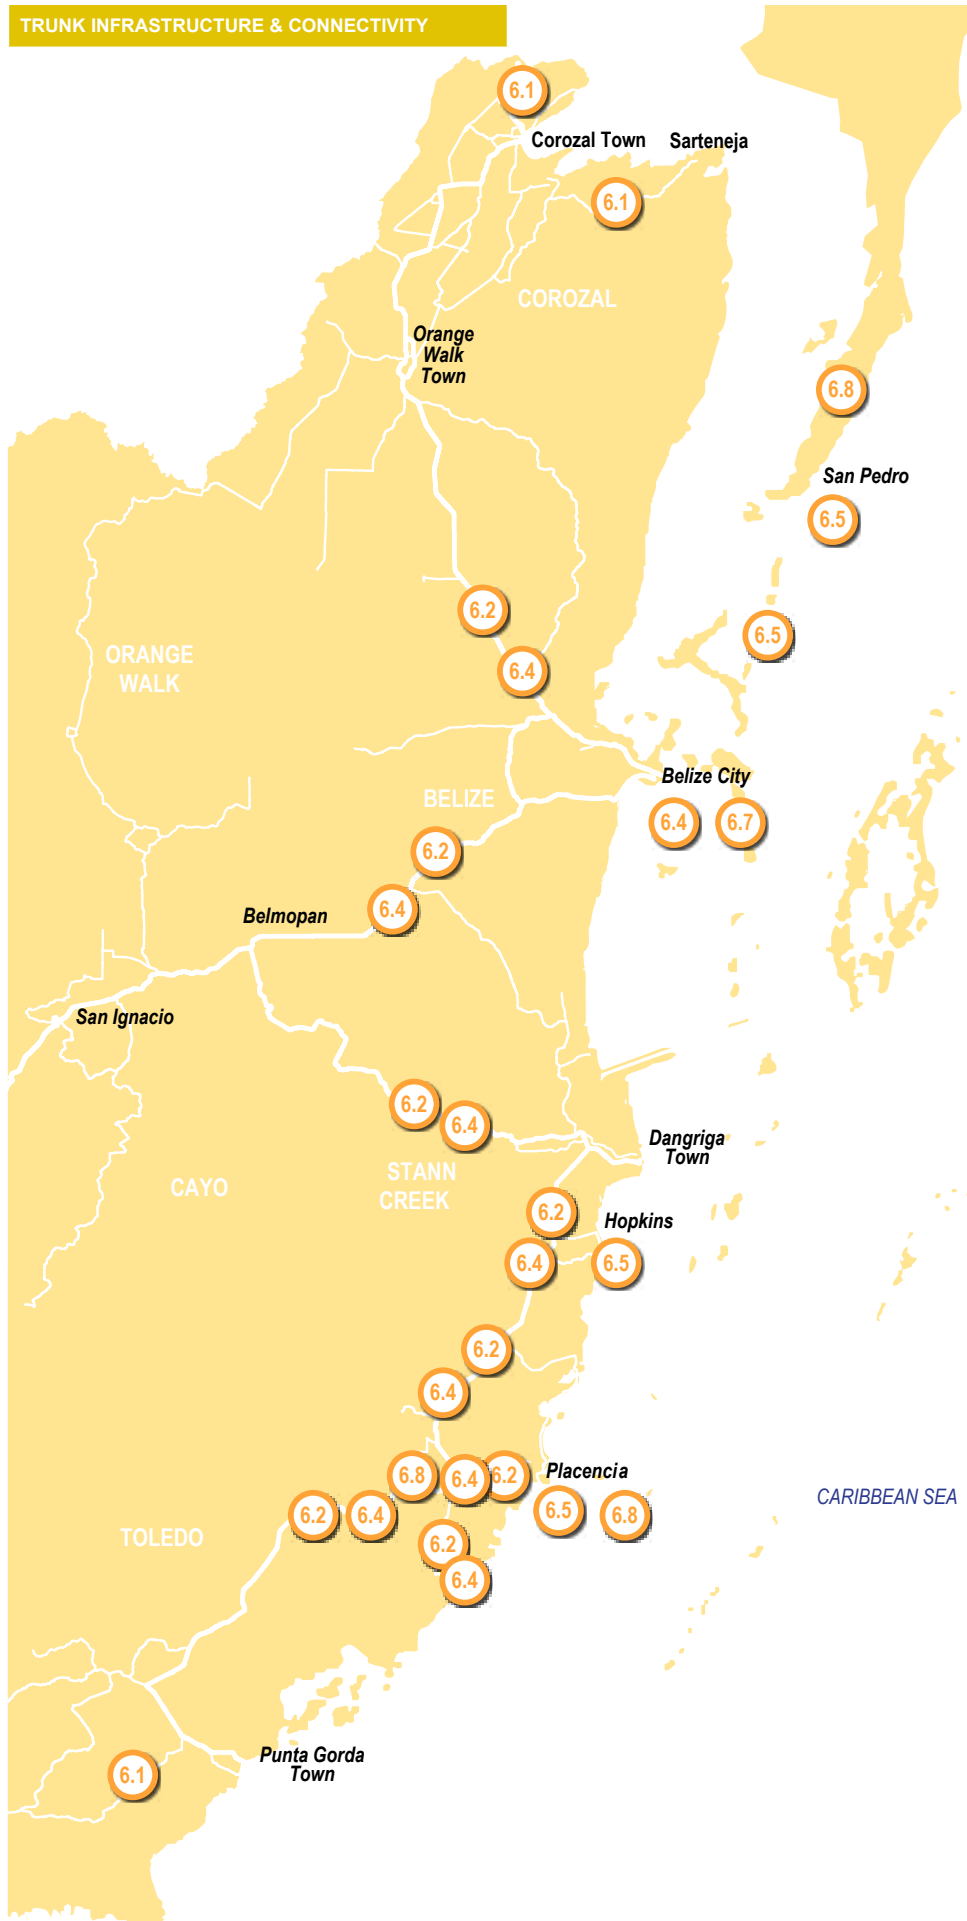 TRUNK INFRASTRUCTURE & CONNECTIVITY
6.1
Corozal Town
Sarteneja
6.1
COROZAL
Orange
Walk
Town
6.8
San Pedro
6.5
6.2
6.5
ORANGE
WALK
6.4
Belize City
BELIZE
6.4
6.7
6.2
6.4
Belmopan
San Ignacio
6.2
6.4
Dangriga
Town
STANN
CREEK
CAYO
6.2
Hopkins
6.4
6.5
6.2
6.4
6.8
6.4
6.2
Placencia
CARIBBEAN SEA
6.2
6.4
6.5
6.8
TOLEDO
6.2
6.4
Punta Gorda
Town
6.1